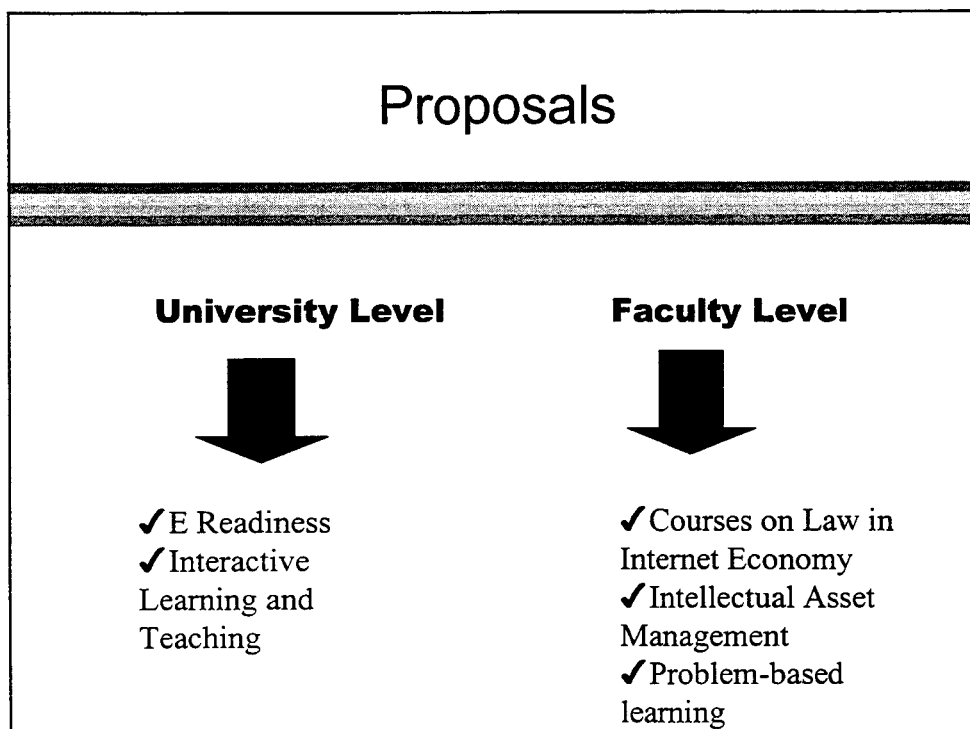 Proposals
University Level
✓E Readiness
✓Interactive
Learning and
Teaching
Faculty Level
✓Courses on Law in
Internet Economy
✓Intellectual Asset
Management
✓Problem-based
learning